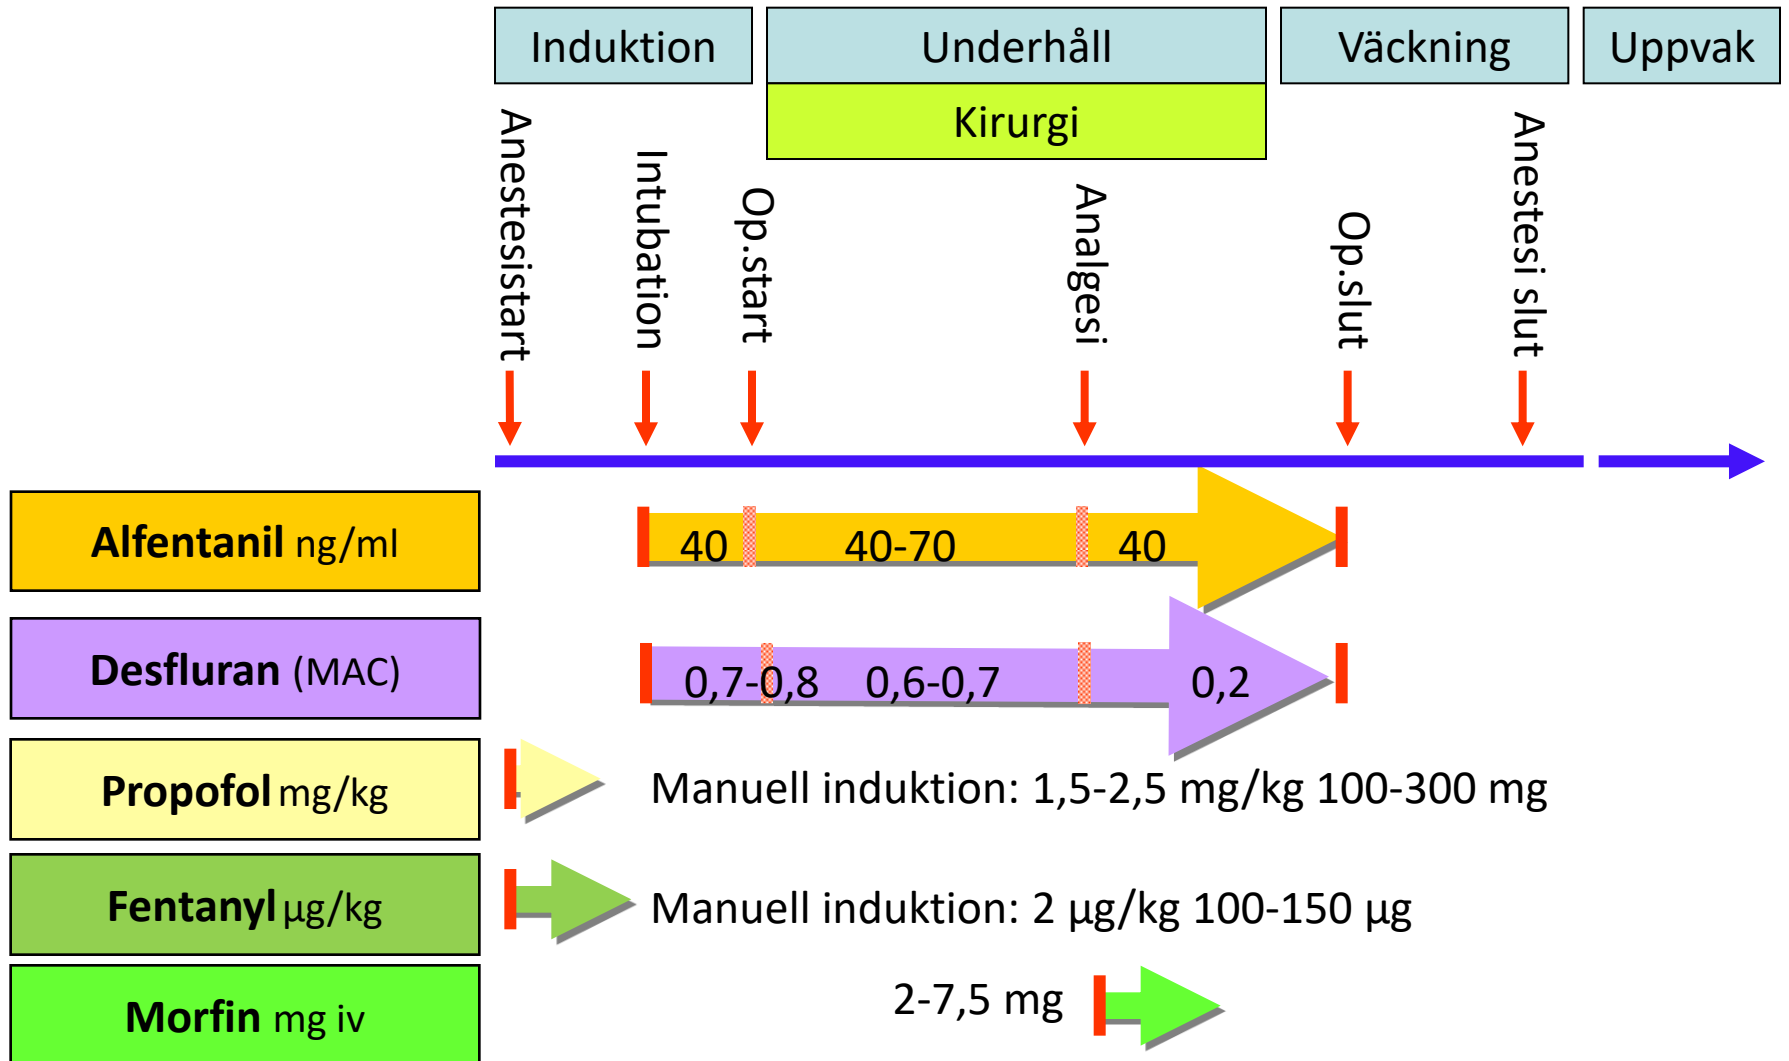 Induktion
Underhåll
Väckning
Uppvak
Kirurgi
Anestesistart
Intubation
Op.start
Analgesi
Op.slut
Anestesi slut
Alfentanil ng/ml
40
40-70
40
Desfluran (MAC)
0,7-0,8
0,6-0,7
0,2
Propofol mg/kg
Manuell induktion: 1,5-2,5 mg/kg 100-300 mg
Fentanyl µg/kg
Manuell induktion: 2 µg/kg 100-150 µg
Morfin mg iv
2-7,5 mg